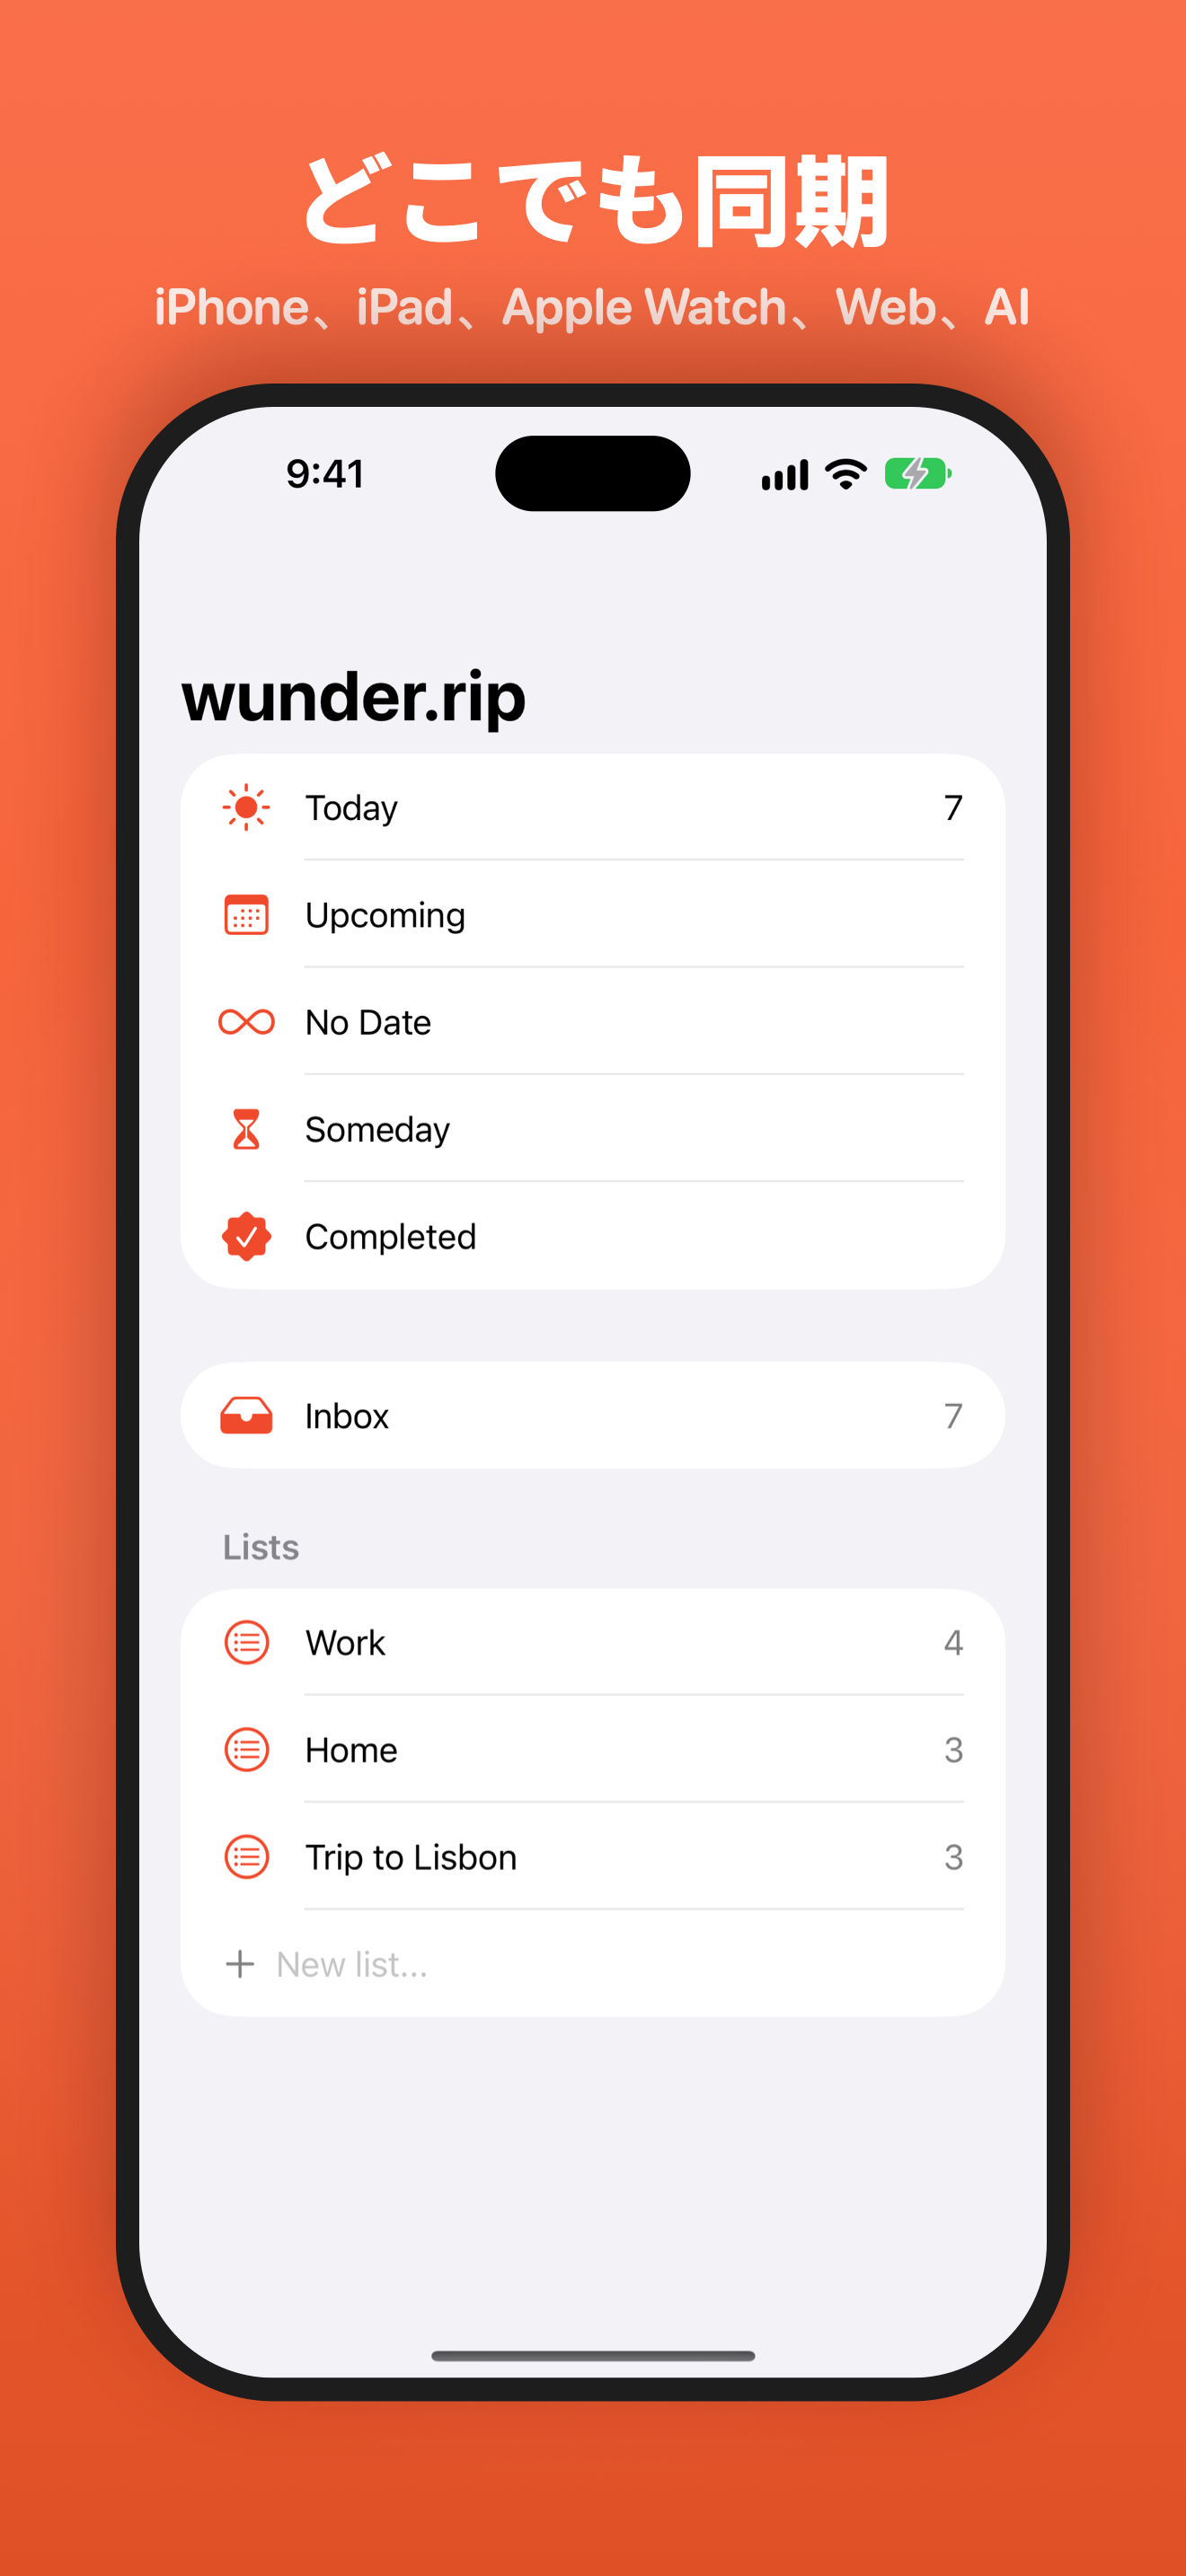 どこでも同期
iPhone、iPad、Apple Watch、Web、AI
9:41
wunder.rip
Today 7
Upcoming
No Date
Someday
Completed
Inbox 7
Lists
Work 4
Home 3
Trip to Lisbon 3
New list...